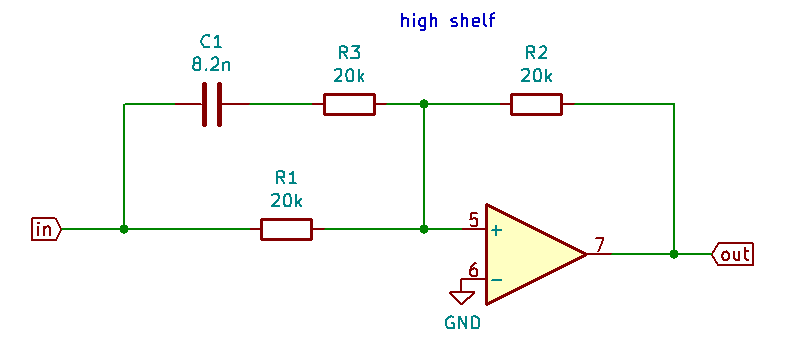 high shelf
C1
8.2n
R3
20k
R2
20k
R1
20k
in
5
+
7
out
6
-
GND